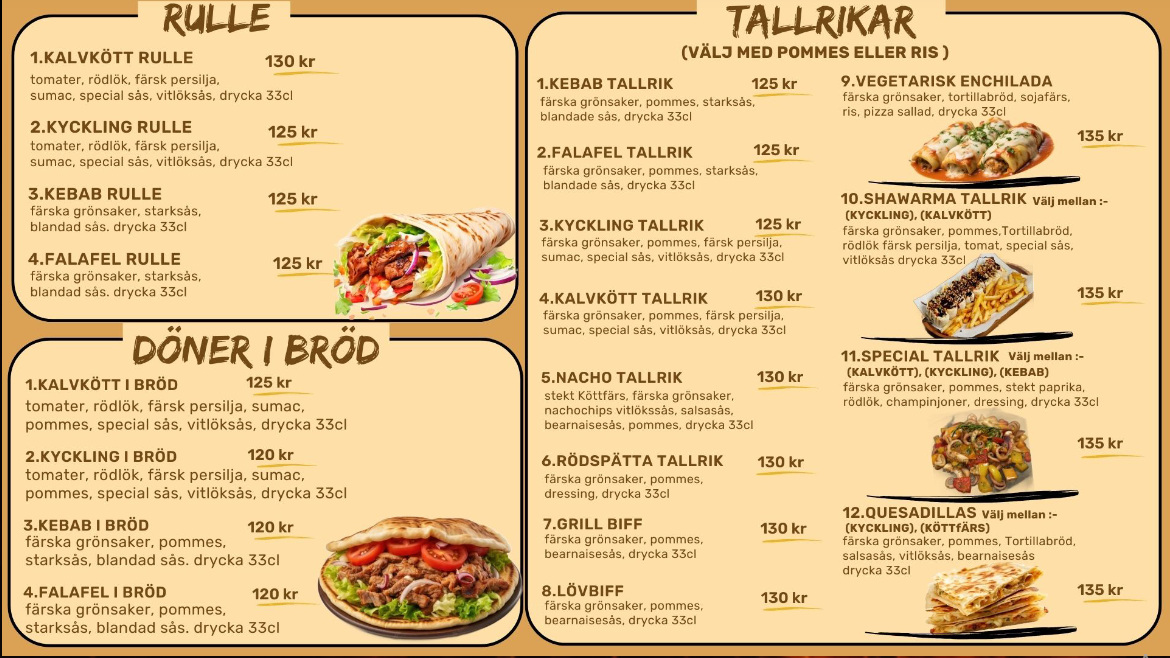 RULLE
1.KALVKÖTT RULLE 130 kr
tomater, rödlök, färsk persilja,
sumac, special sås, vitlöksås, drycka 33cl
2.KYCKLING RULLE 125 kr
tomater, rödlök, färsk persilja,
sumac, special sås, vitlöksås, drycka 33cl
3.KEBAB RULLE 125 kr
färska grönsaker, starksås,
blandad sås. drycka 33cl
4.FALAFEL RULLE 125 kr
färska grönsaker, starksås,
blandad sås. drycka 33cl
DÖNER I BRÖD
1.KALVKÖTT I BRÖD 125 kr
tomater, rödlök, färsk persilja, sumac,
pommes, special sås, vitlöksås, drycka 33cl
2.KYCKLING I BRÖD 120 kr
tomater, rödlök, färsk persilja, sumac,
pommes, special sås, vitlöksås, drycka 33cl
3.KEBAB I BRÖD 120 kr
färska grönsaker, pommes,
starksås, blandad sås. drycka 33cl
4.FALAFEL I BRÖD 120 kr
färska grönsaker, pommes,
starksås, blandad sås. drycka 33cl
TALLRIKAR
(VÄLJ MED POMMES ELLER RIS )
1.KEBAB TALLRIK 125 kr
färska grönsaker, pommes, starksås,
blandade sås, drycka 33cl
2.FALAFEL TALLRIK 125 kr
färska grönsaker, pommes, starksås,
blandade sås, drycka 33cl
3.KYCKLING TALLRIK 125 kr
färska grönsaker, pommes, färsk persilja,
sumac, special sås, vitlöksås, drycka 33cl
4.KALVKÖTT TALLRIK 130 kr
färska grönsaker, pommes, färsk persilja,
sumac, special sås, vitlöksås, drycka 33cl
5.NACHO TALLRIK 130 kr
stekt Köttfärs, färska grönsaker,
nachochips vitlökssås, salsasås,
bearnaisesås, pommes, drycka 33cl
6.RÖDSPÄTTA TALLRIK 130 kr
färska grönsaker, pommes,
dressing, drycka 33cl
7.GRILL BIFF 130 kr
färska grönsaker, pommes,
bearnaisesås, drycka 33cl
8.LÖVBIFF 130 kr
färska grönsaker, pommes,
bearnaisesås, drycka 33cl
9.VEGETARISK ENCHILADA
färska grönsaker, tortillabröd, sojafärs,
ris, pizza sallad, drycka 33cl
135 kr
10.SHAWARMA TALLRIK Välj mellan :-
(KYCKLING), (KALVKÖTT)
färska grönsaker, pommes,Tortillabröd,
rödlök färsk persilja, tomat, special sås,
vitlöksås drycka 33cl
135 kr
11.SPECIAL TALLRIK Välj mellan :-
(KALVKÖTT), (KYCKLING), (KEBAB)
färska grönsaker, pommes, stekt paprika,
rödlök, champinjoner, dressing, drycka 33cl
135 kr
12.QUESADILLAS Välj mellan :-
(KYCKLING), (KÖTTfÄRS)
färska grönsaker, pommes, Tortillabröd,
salsasås, vitlöksås, bearnaisesås
drycka 33cl
135 kr